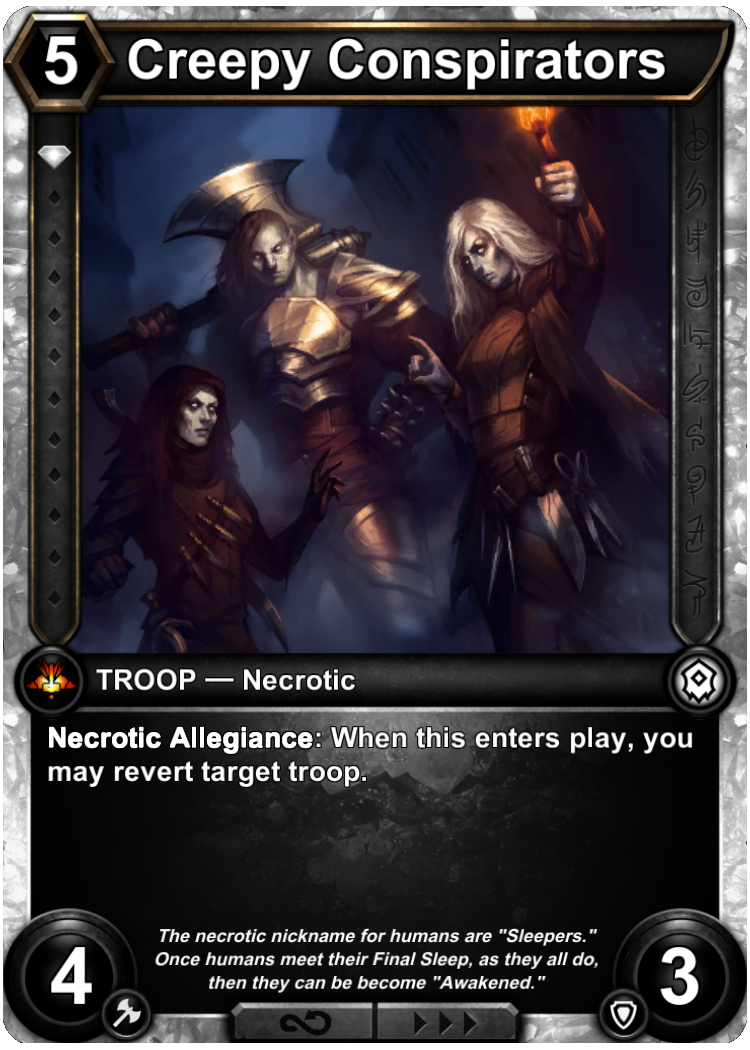 5 Creepy Conspirators
TROOP — Necrotic
Necrotic Allegiance: When this enters play, you
may revert target troop.
The necrotic nickname for humans are "Sleepers."
Once humans meet their Final Sleep, as they all do,
then they can be become "Awakened."
4
3